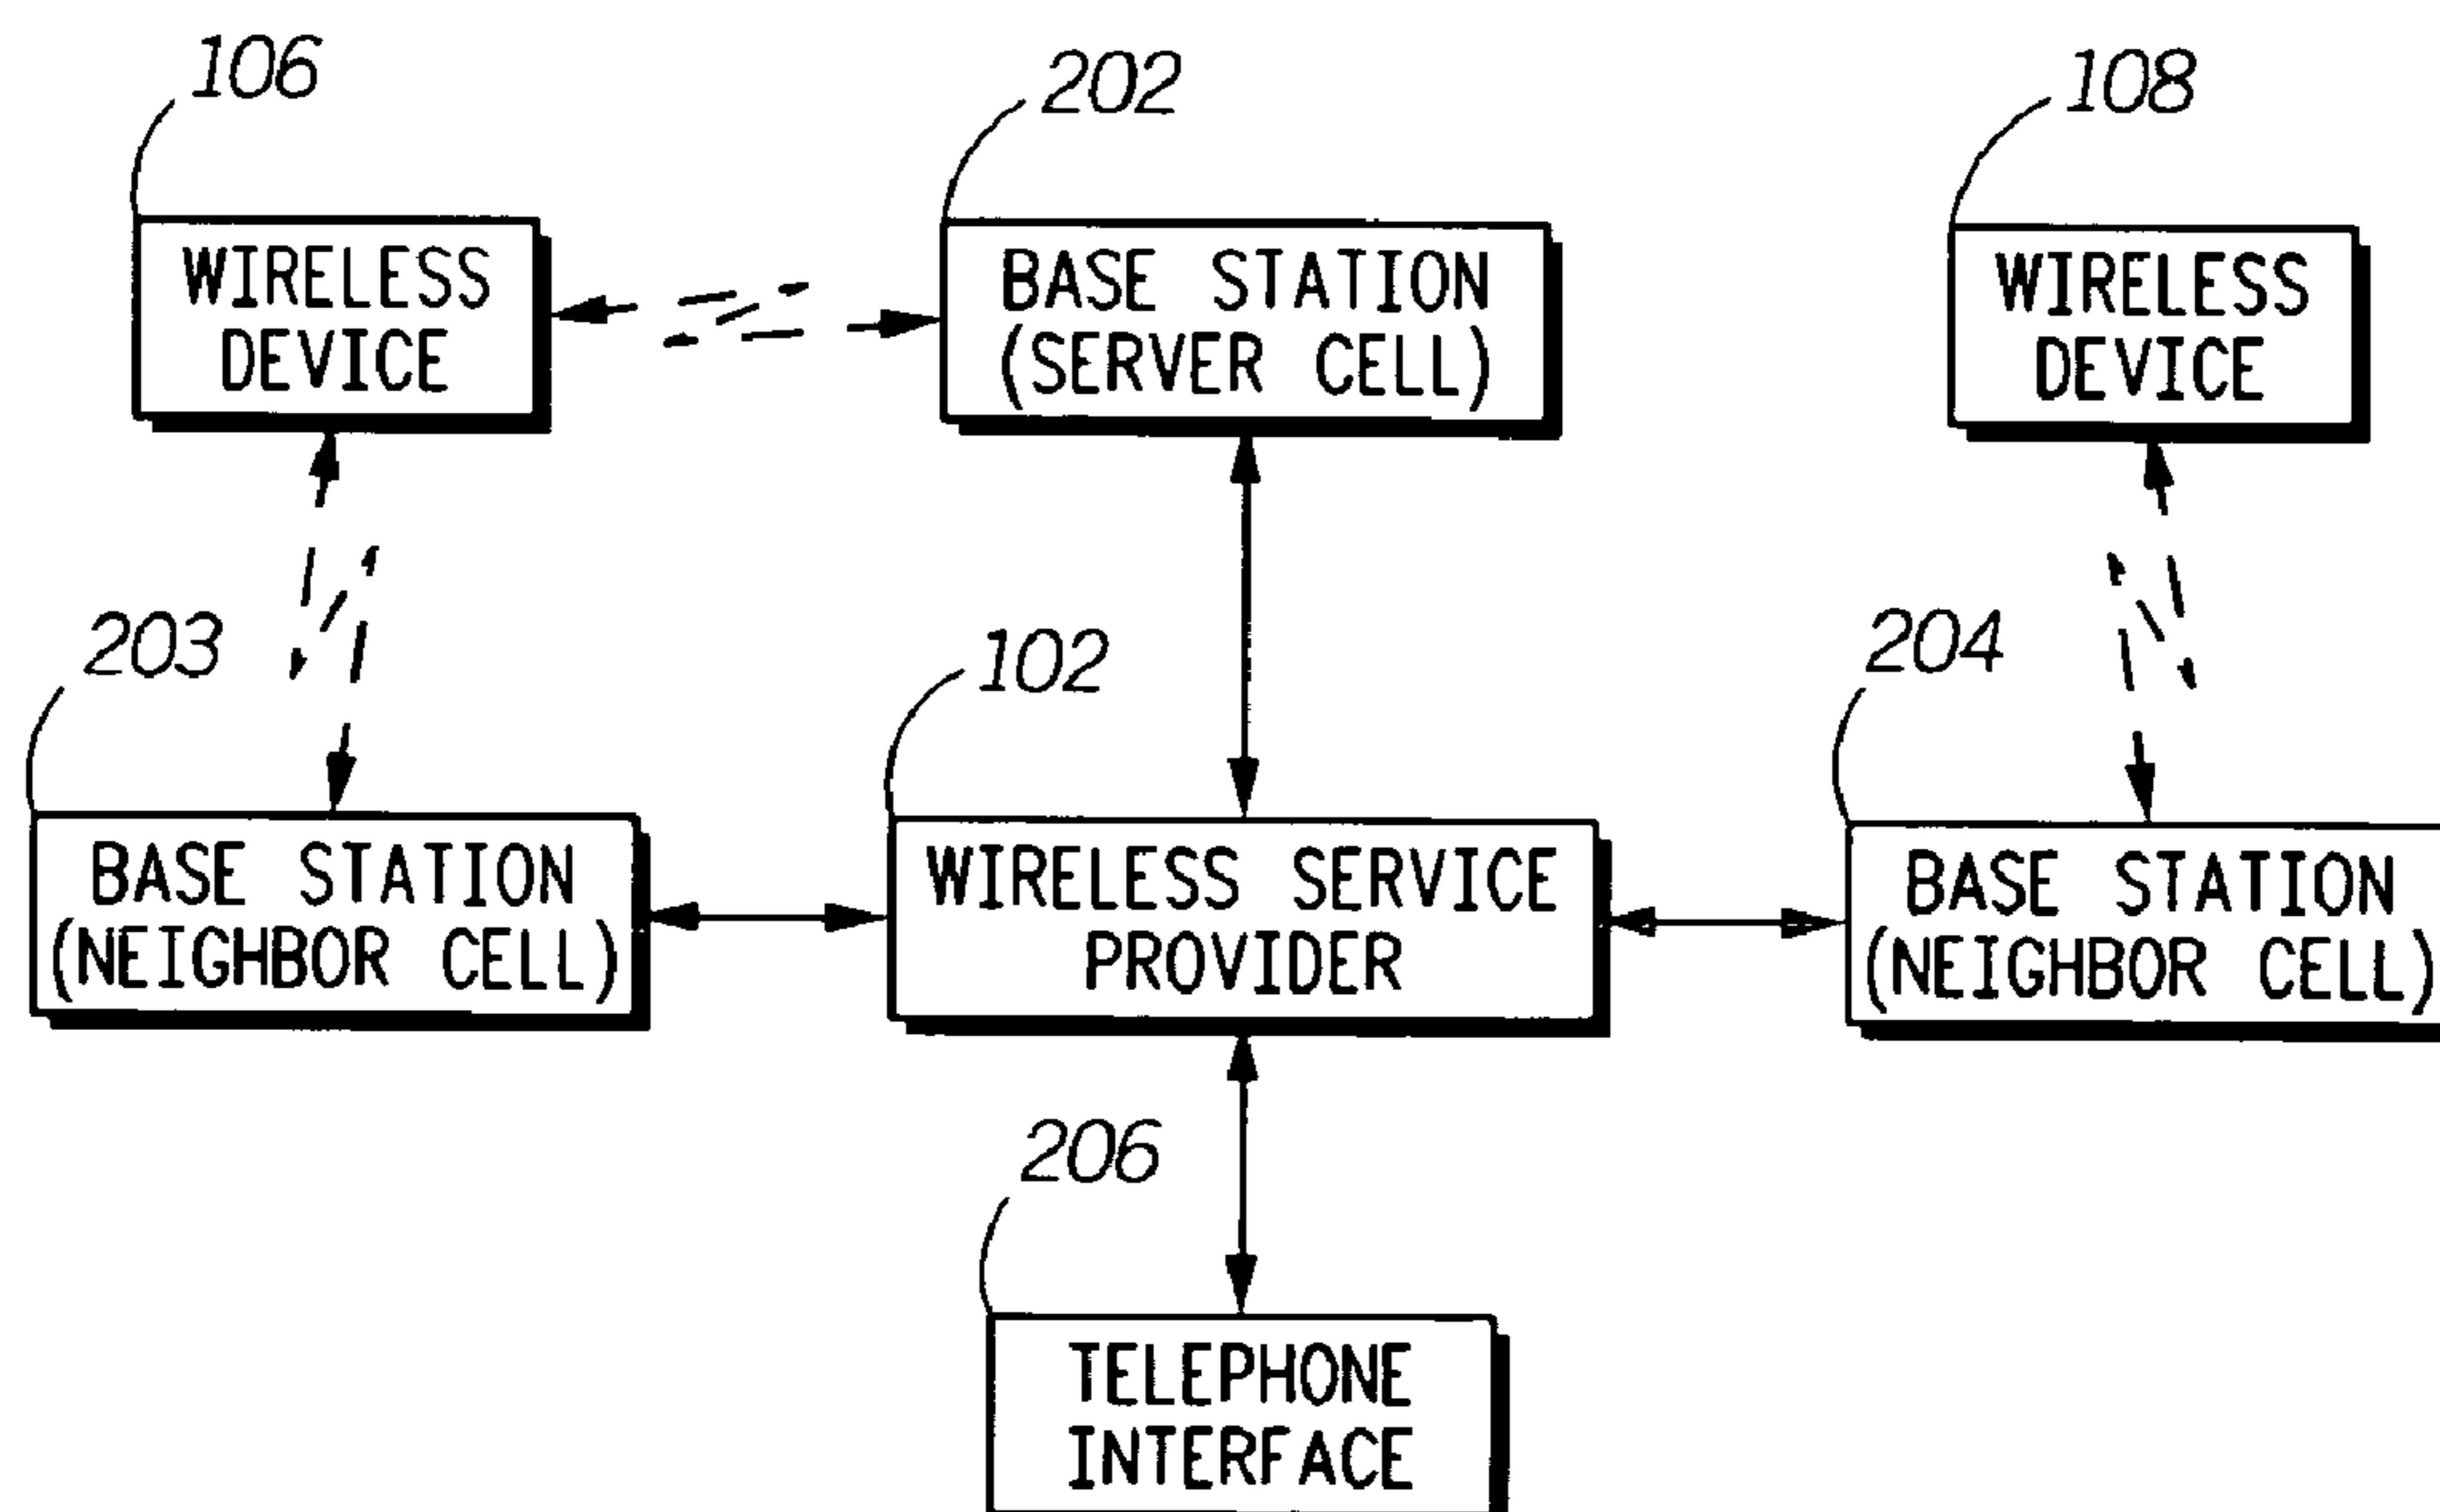 106
202
108
WIRELESS
DEVICE
BASE STATION
(SERVER CELL)
WIRELESS
DEVICE
203
102
204
BASE STATION
(NEIGHBOR CELL)
WIRELESS SERVICE
PROVIDER
BASE STATION
(NEIGHBOR CELL)
206
TELEPHONE
INTERFACE